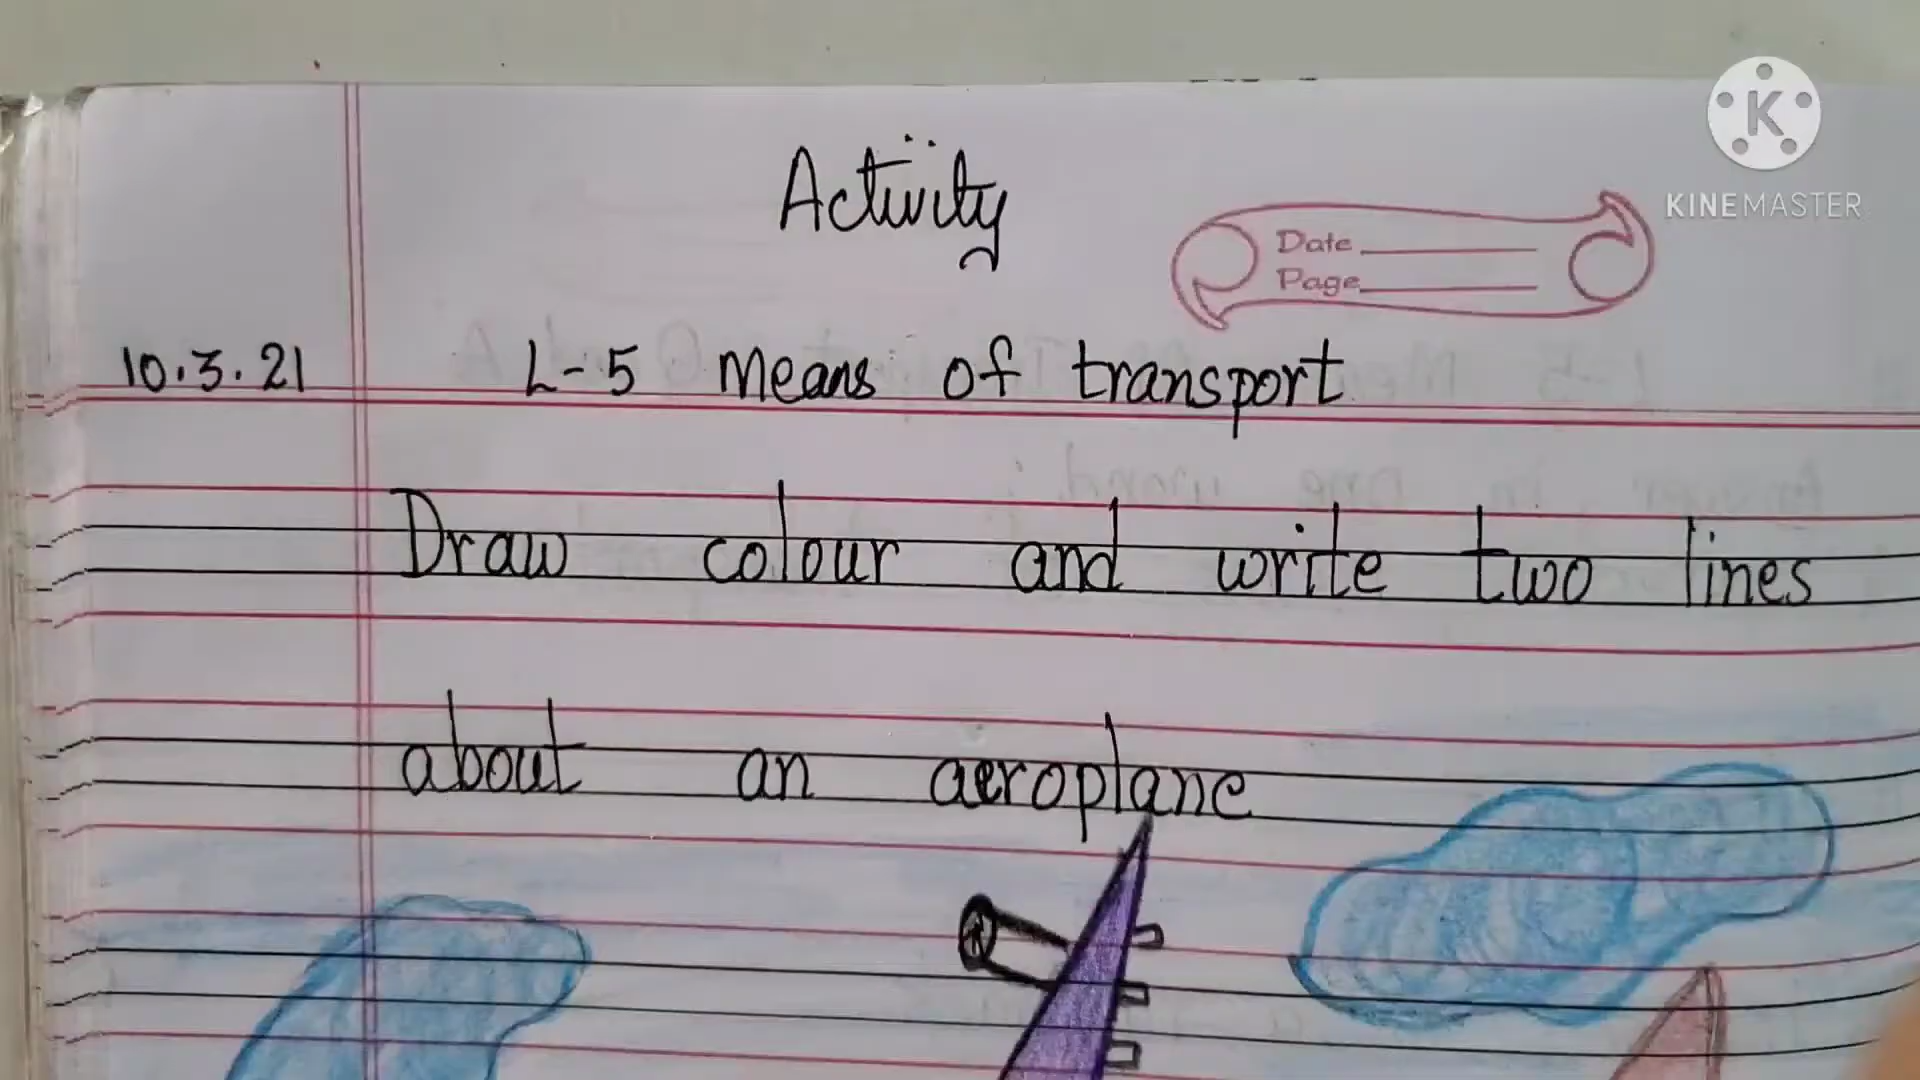 Activity
KINEMASTER
Date
Page
10.3.21 L-5 Means of transport
Draw colour and write two lines
about an aeroplane